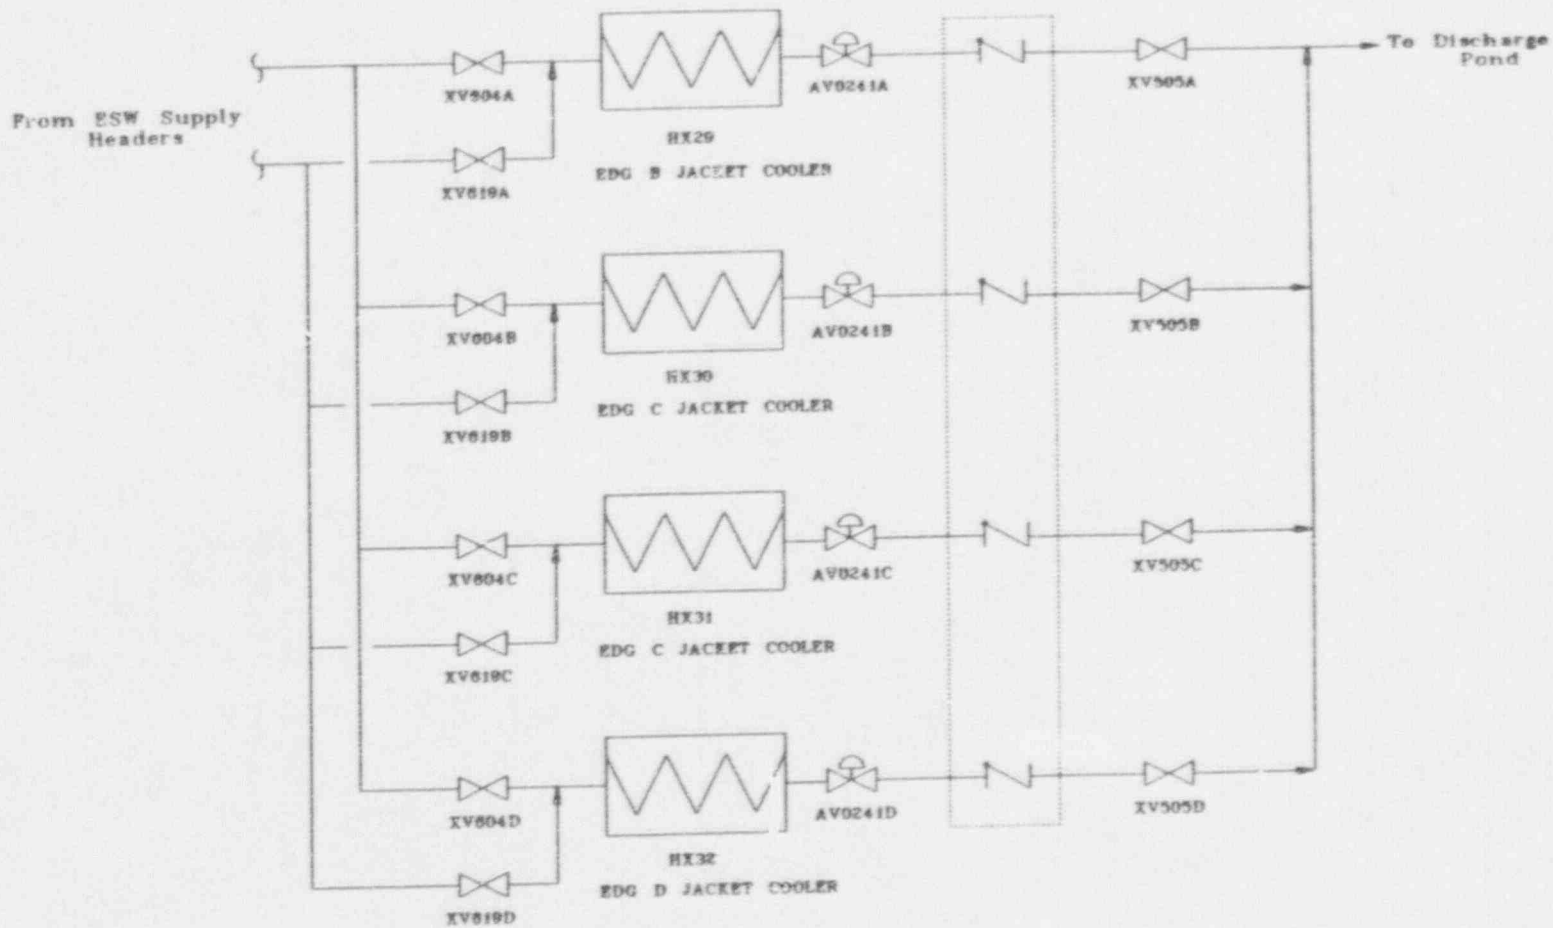 To Discharge
Pond
From ESW Supply
Headers
XV604A
AV0241A
XV505A
HX29
XV619A
EDG B JACKET COOLER
XV604B
AV0241B
XV505B
HX30
EDG C JACKET COOLER
XV619B
XV604C
AV0241C
XV505C
HX31
EDG C JACKET COOLER
XV619C
XV604D
AV0241D
XV505D
HX32
EDG D JACKET COOLER
XV619D